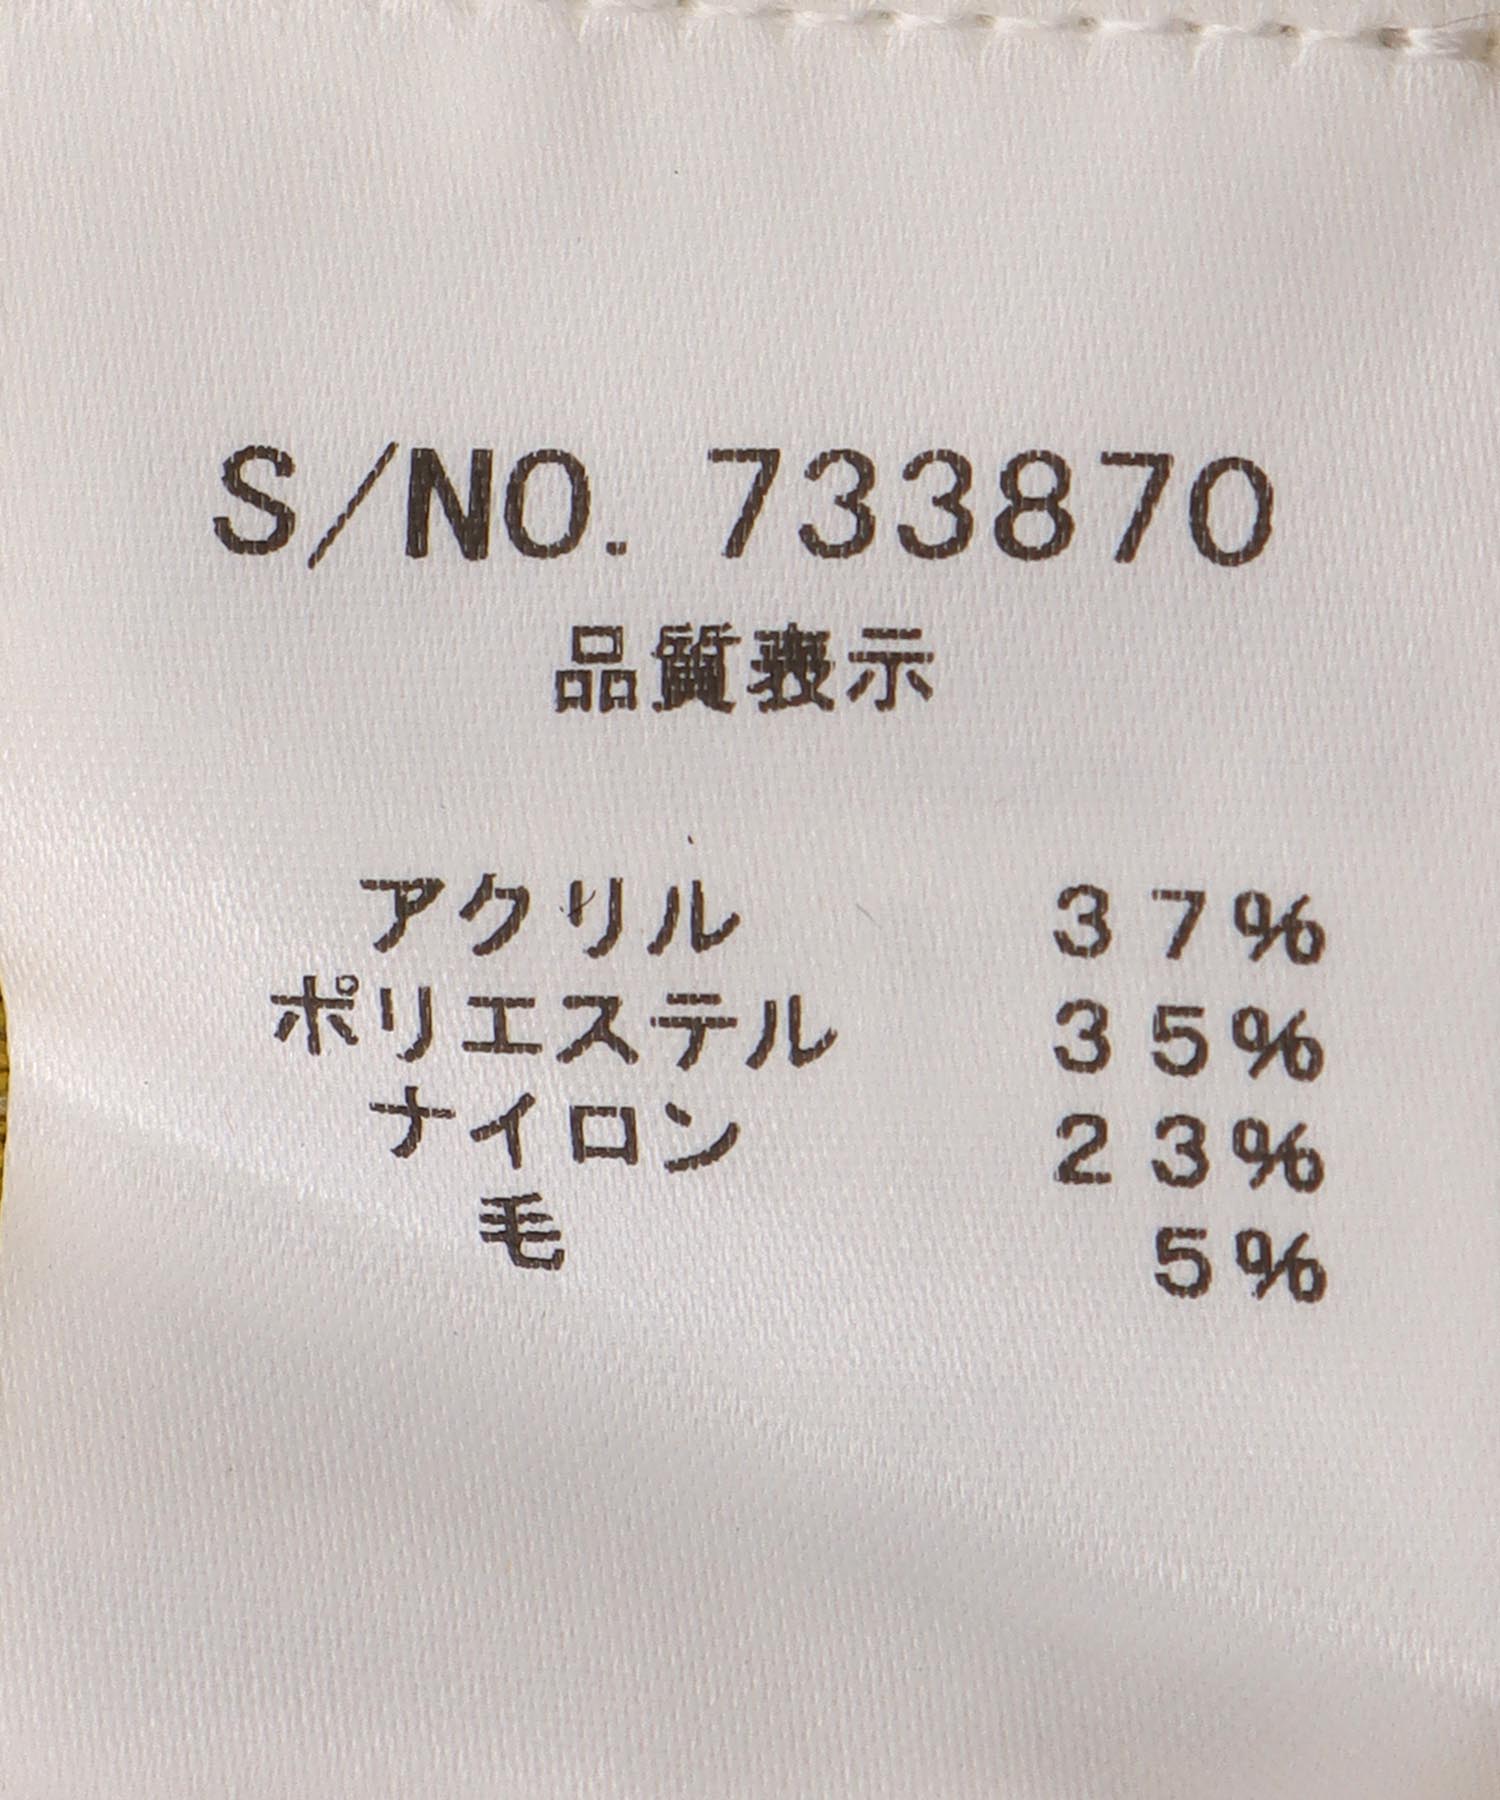 S/NO. 733870
品質表示
アクリル 37%
ポリエステル 35%
ナイロン 23%
毛 5%